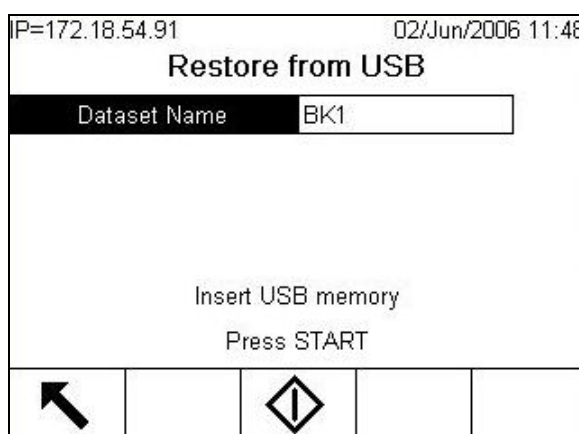 IP=172.18.54.91 02/Jun/2006 11:48
Restore from USB
Dataset Name BK1
Insert USB memory
Press START